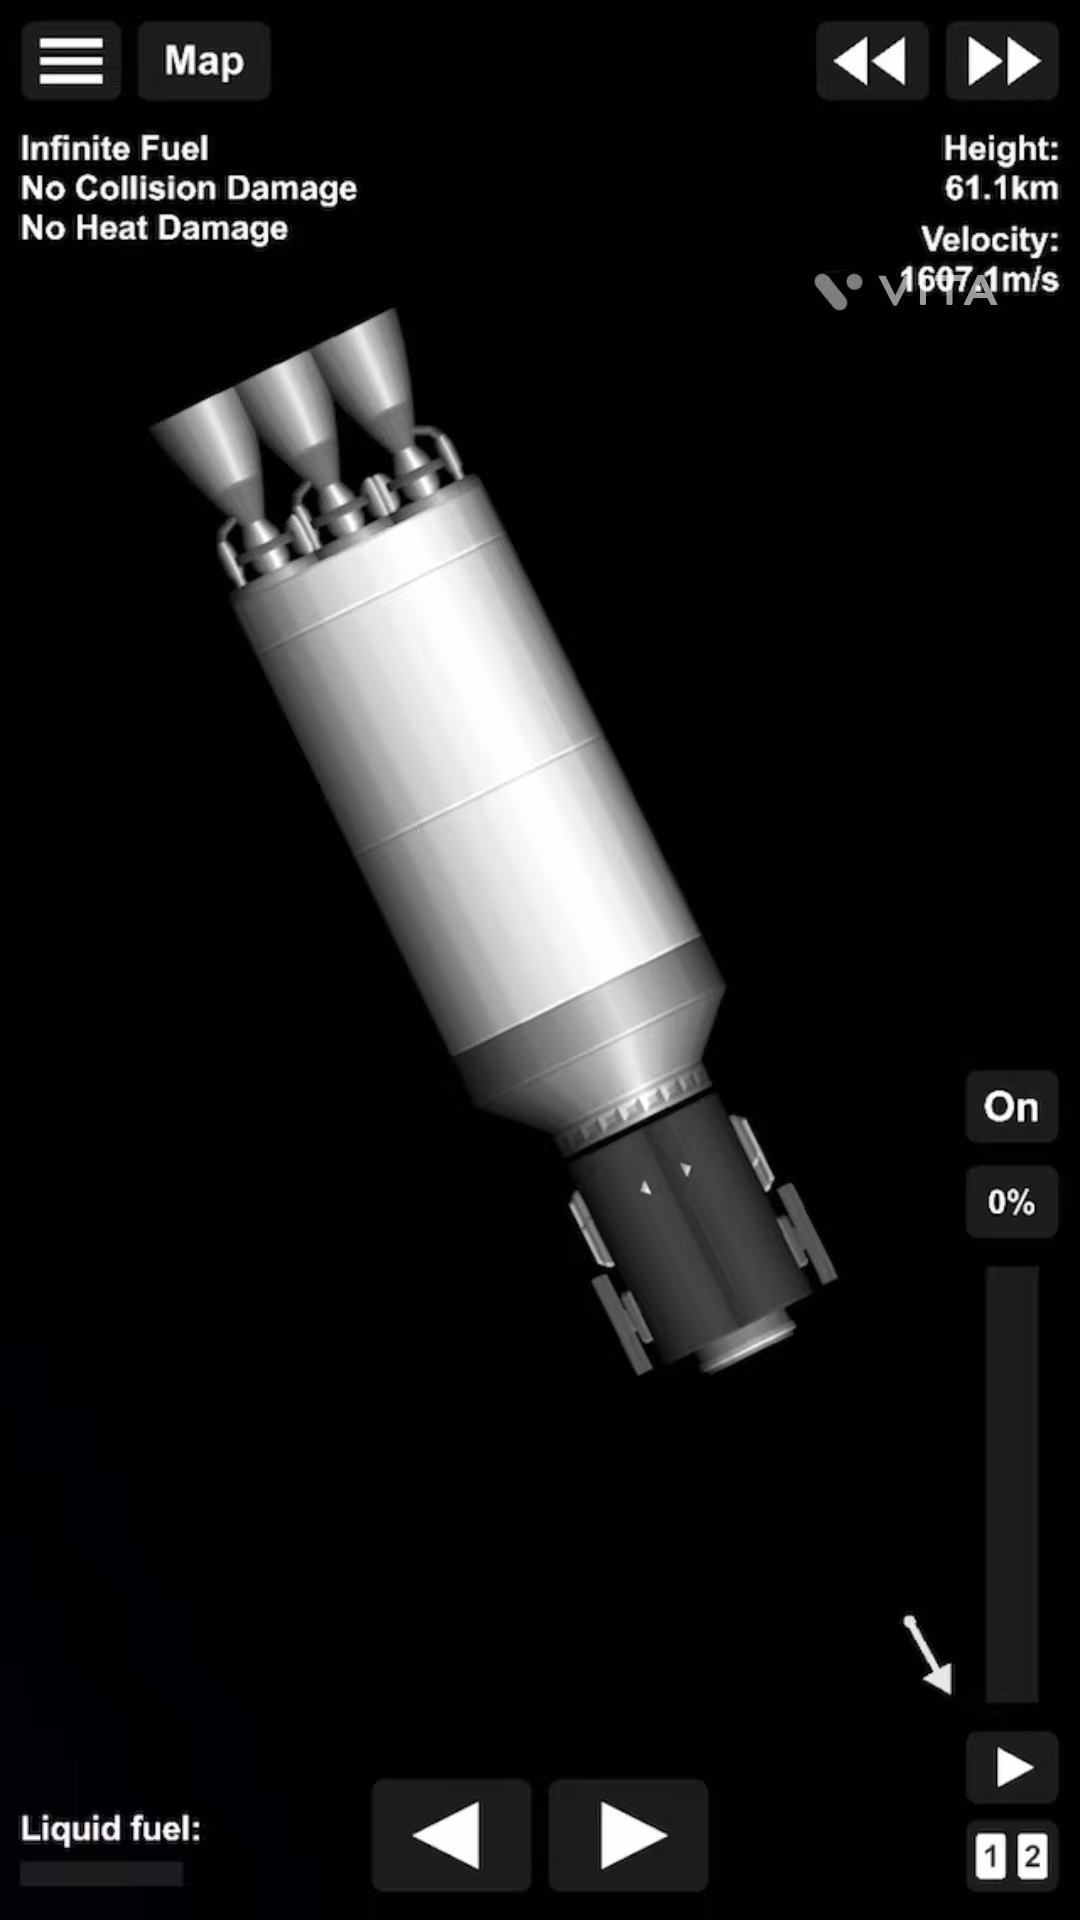 Map
Infinite Fuel
No Collision Damage
No Heat Damage
Height:
61.1km
Velocity:
1607.1m/s
VITA
On
0%
Liquid fuel:
1 2